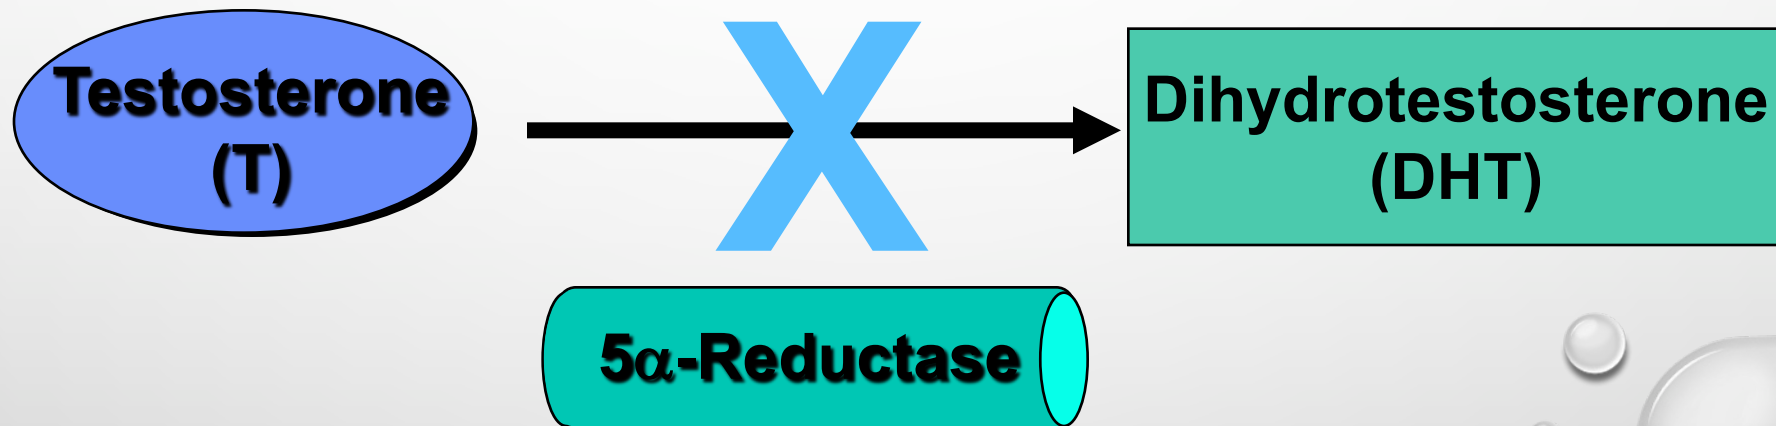 Testosterone
(T)
X
Dihydrotestosterone
(DHT)
5α-Reductase